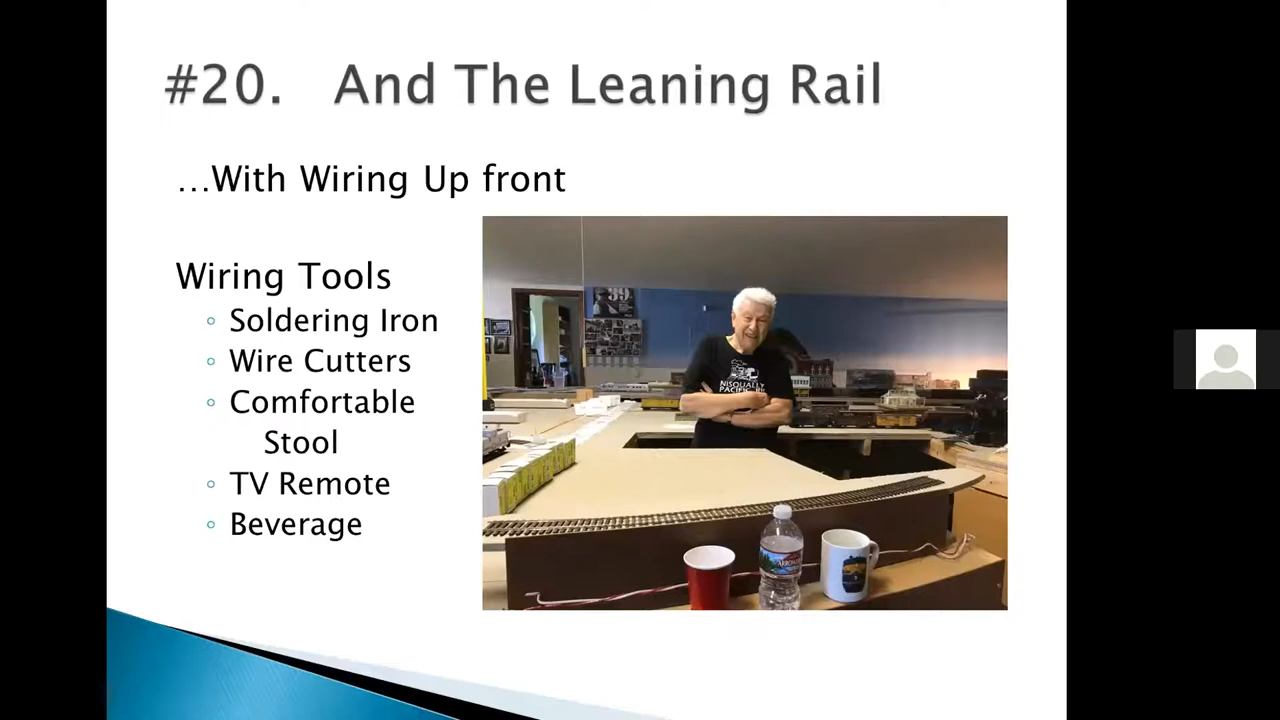 #20. And The Leaning Rail
…With Wiring Up front
Wiring Tools
◦ Soldering Iron
◦ Wire Cutters
◦ Comfortable
Stool
◦ TV Remote
◦ Beverage
39
NISQUALLY
PACIFIC